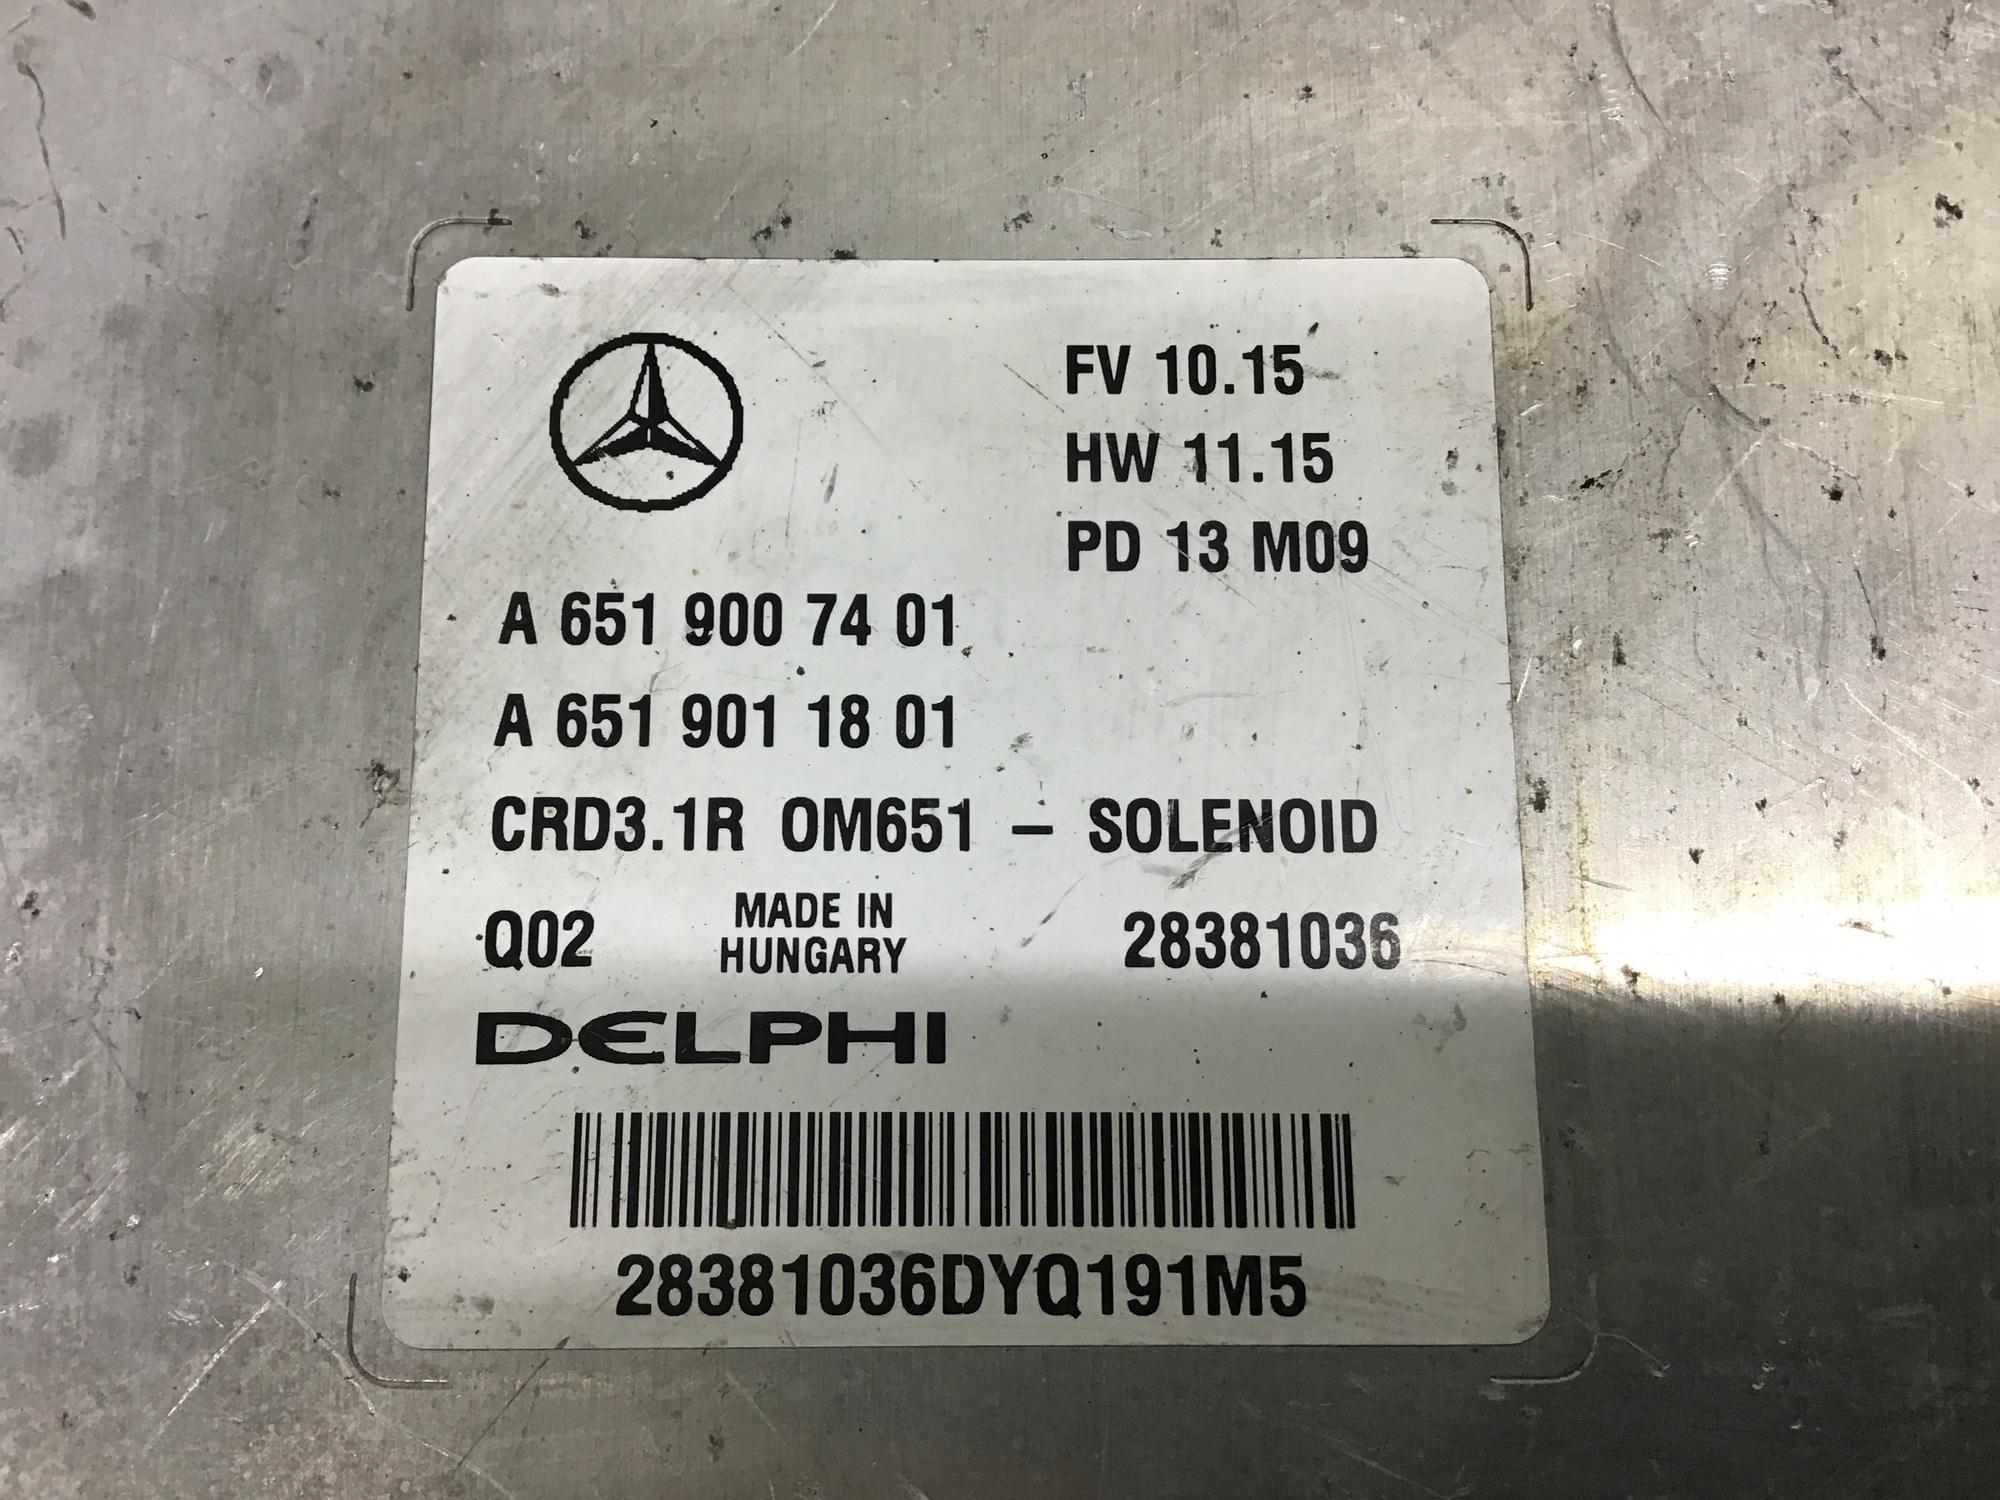 FV 10.15
HW 11.15
PD 13 M09
A 651 900 74 01
A 651 901 18 01
CRD3.1R OM651 – SOLENOID
Q02
MADE IN
HUNGARY
28381036
DELPHI
28381036DYQ191M5